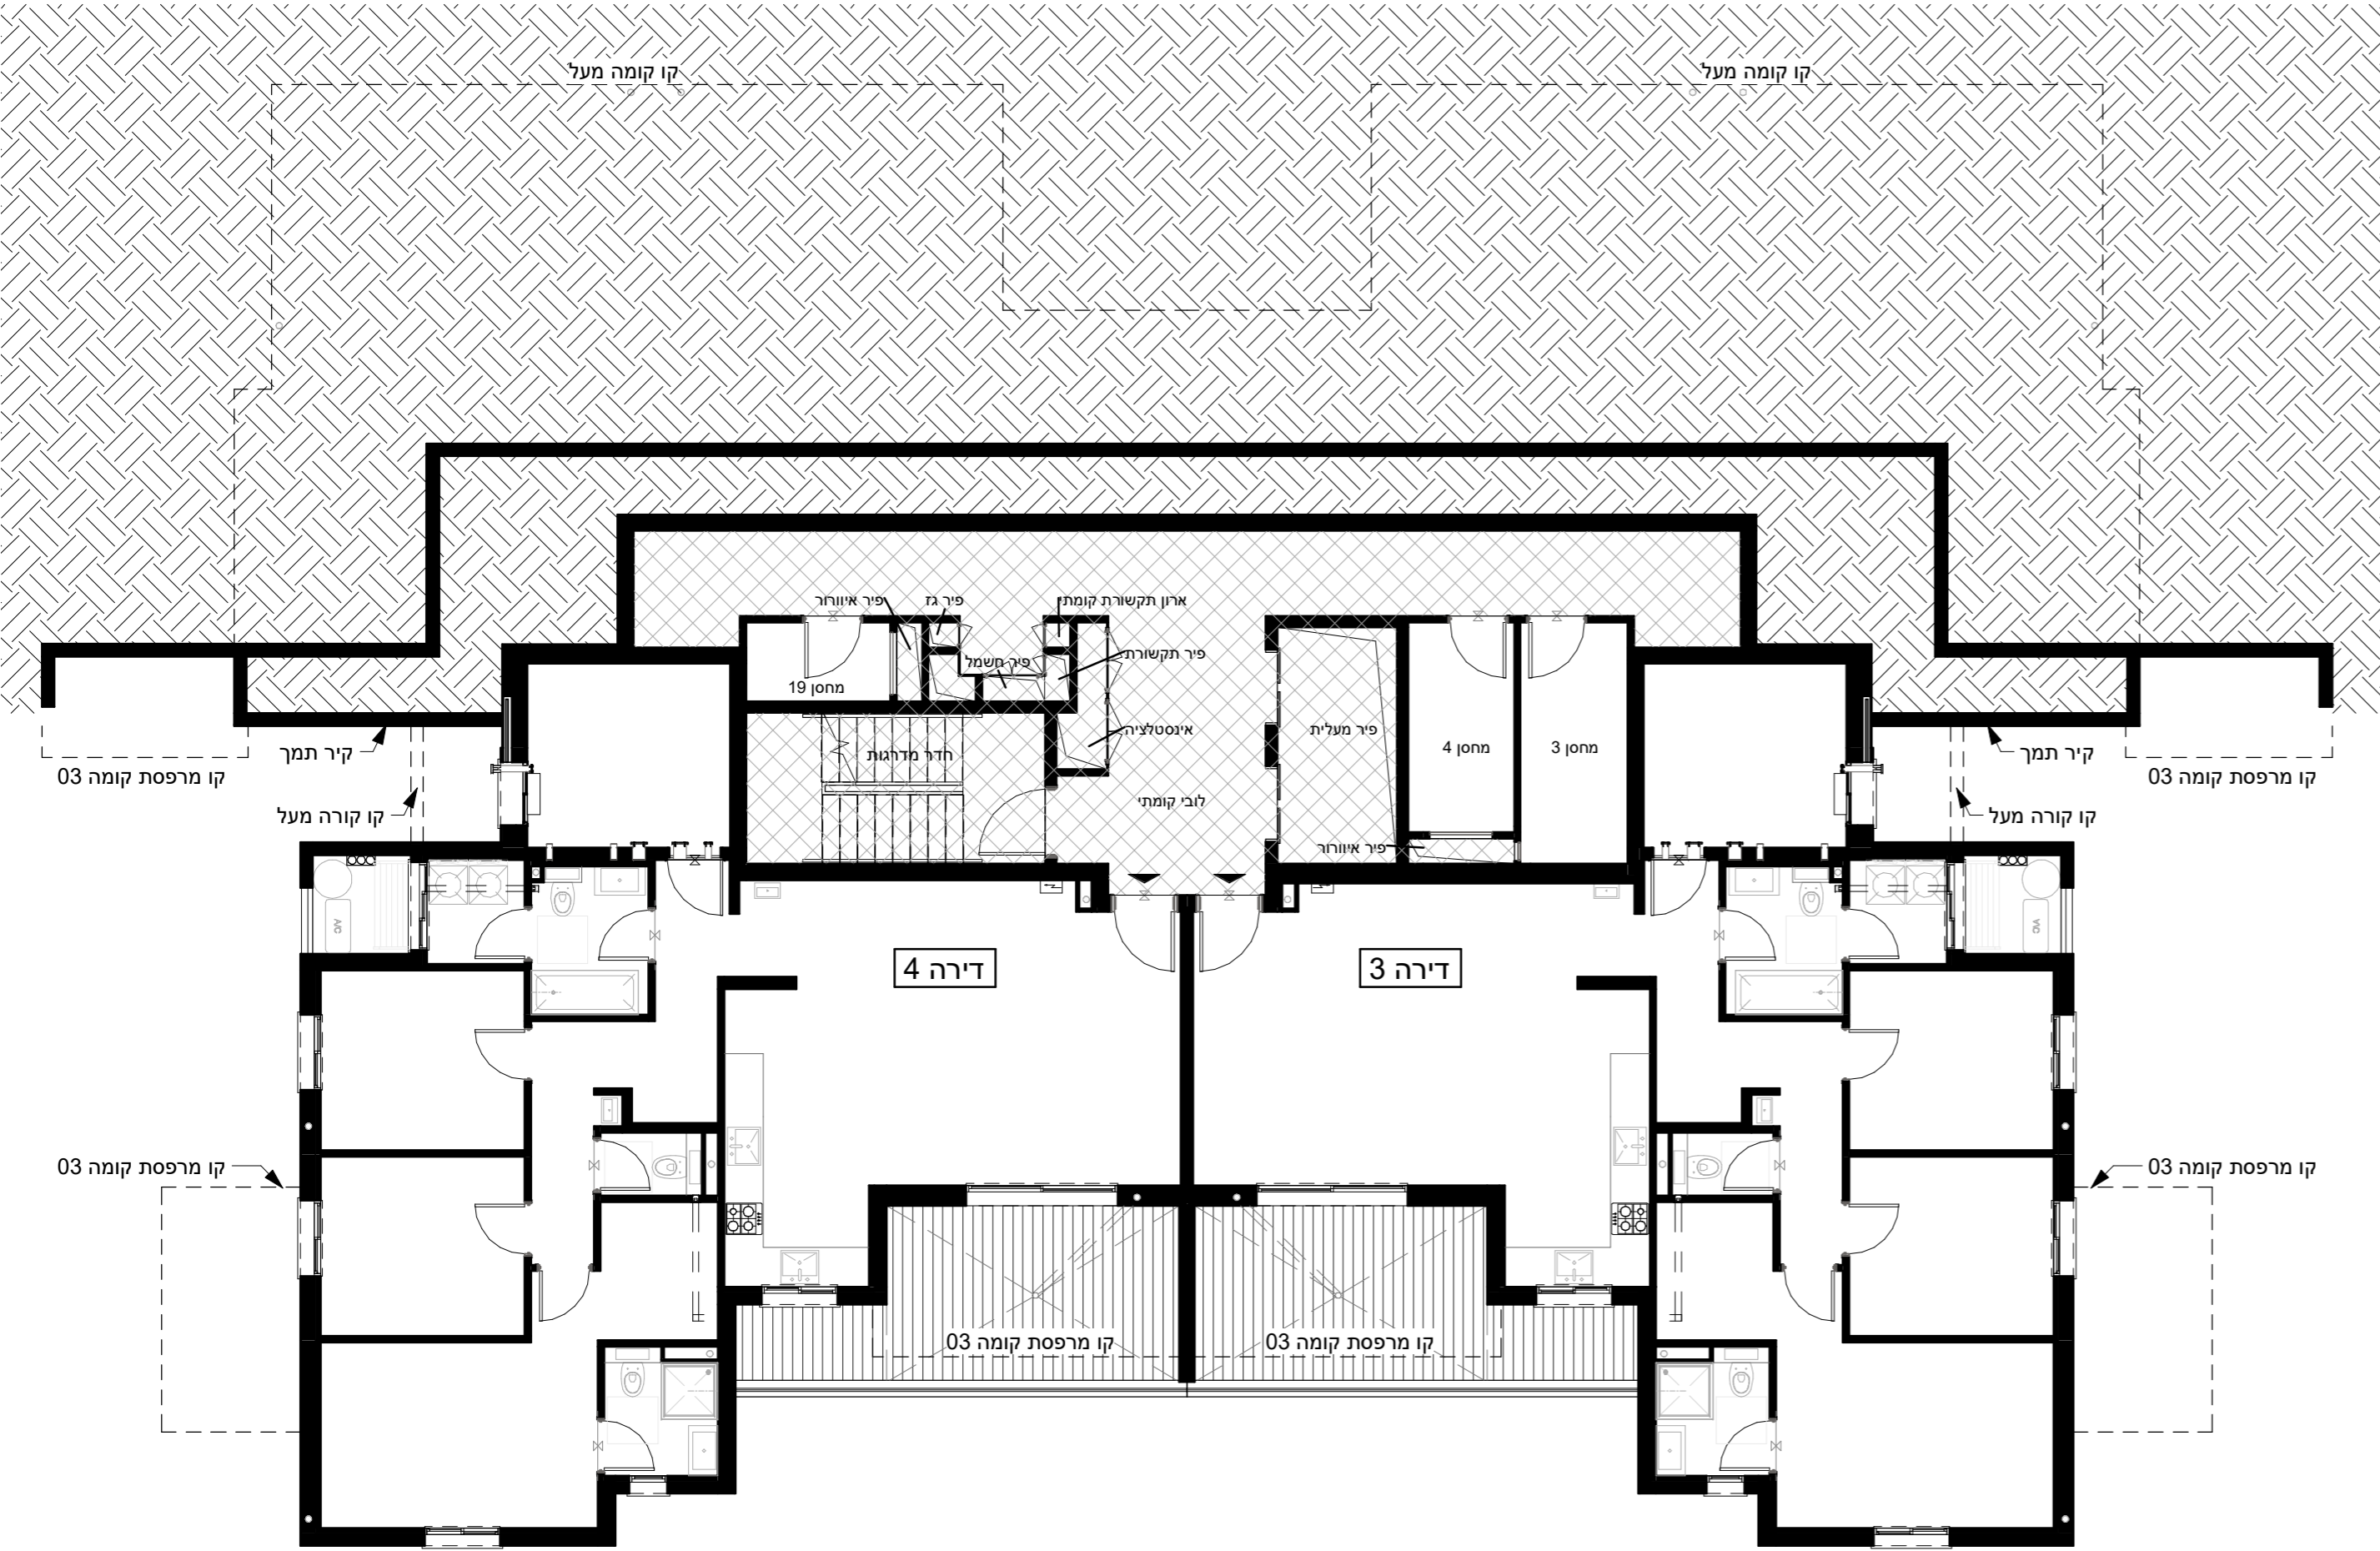 קו קומה מעל
קו קומה מעל
ארון תקשורת קומתי
פיר גז
פיר איוורור
פיר תקשורת
פיר חשמל
מחסן 19
פיר מעלית
אינסטלציה
מחסן 3
מחסן 4
חדר מדרגות
קיר תמך
קיר תמך
קו מרפסת קומה 03
קו מרפסת קומה 03
לובי קומתי
קו קורה מעל
קו קורה מעל
פיר איוורור
דירה 3
דירה 4
קו מרפסת קומה 03
קו מרפסת קומה 03
קו מרפסת קומה 03
קו מרפסת קומה 03